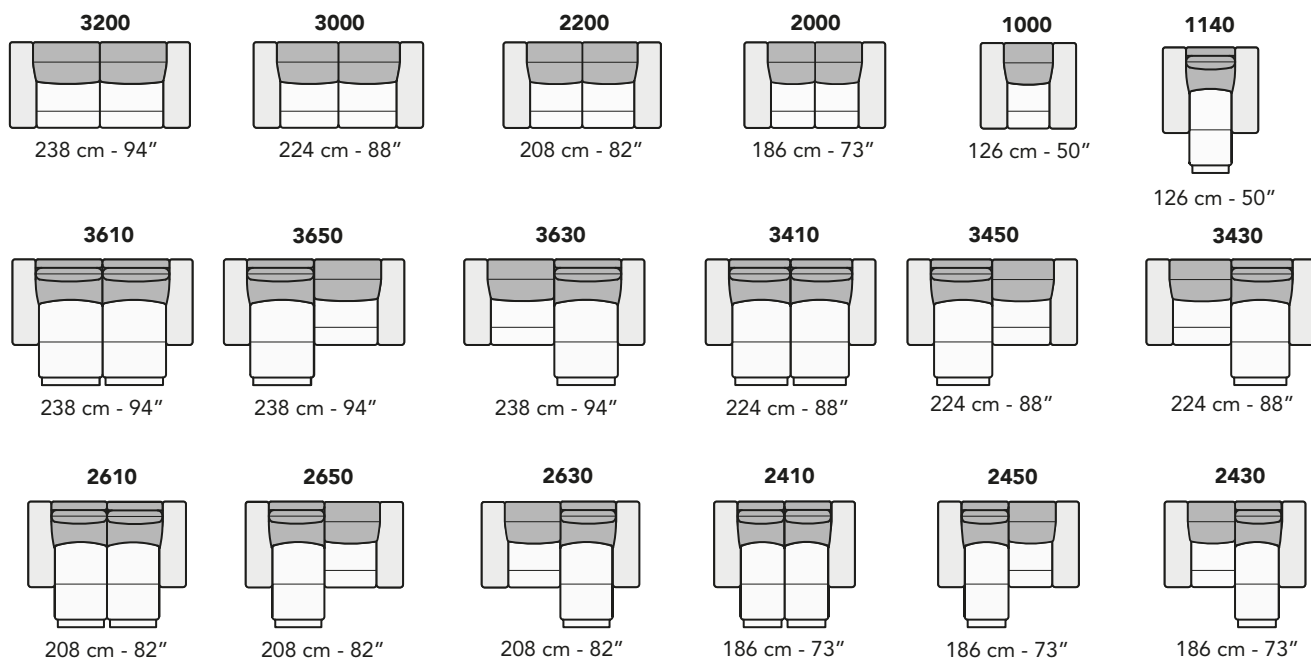 3200 3000 2200 2000 1000 1140
238 cm - 94” 224 cm - 88” 208 cm - 82” 186 cm - 73” 126 cm - 50”
126 cm - 50”
3610 3650 3630 3410 3450 3430
238 cm - 94” 238 cm - 94” 238 cm - 94” 224 cm - 88” 224 cm - 88” 224 cm - 88”
2610 2650 2630 2410 2450 2430
208 cm - 82” 208 cm - 82” 208 cm - 82” 186 cm - 73” 186 cm - 73” 186 cm - 73”